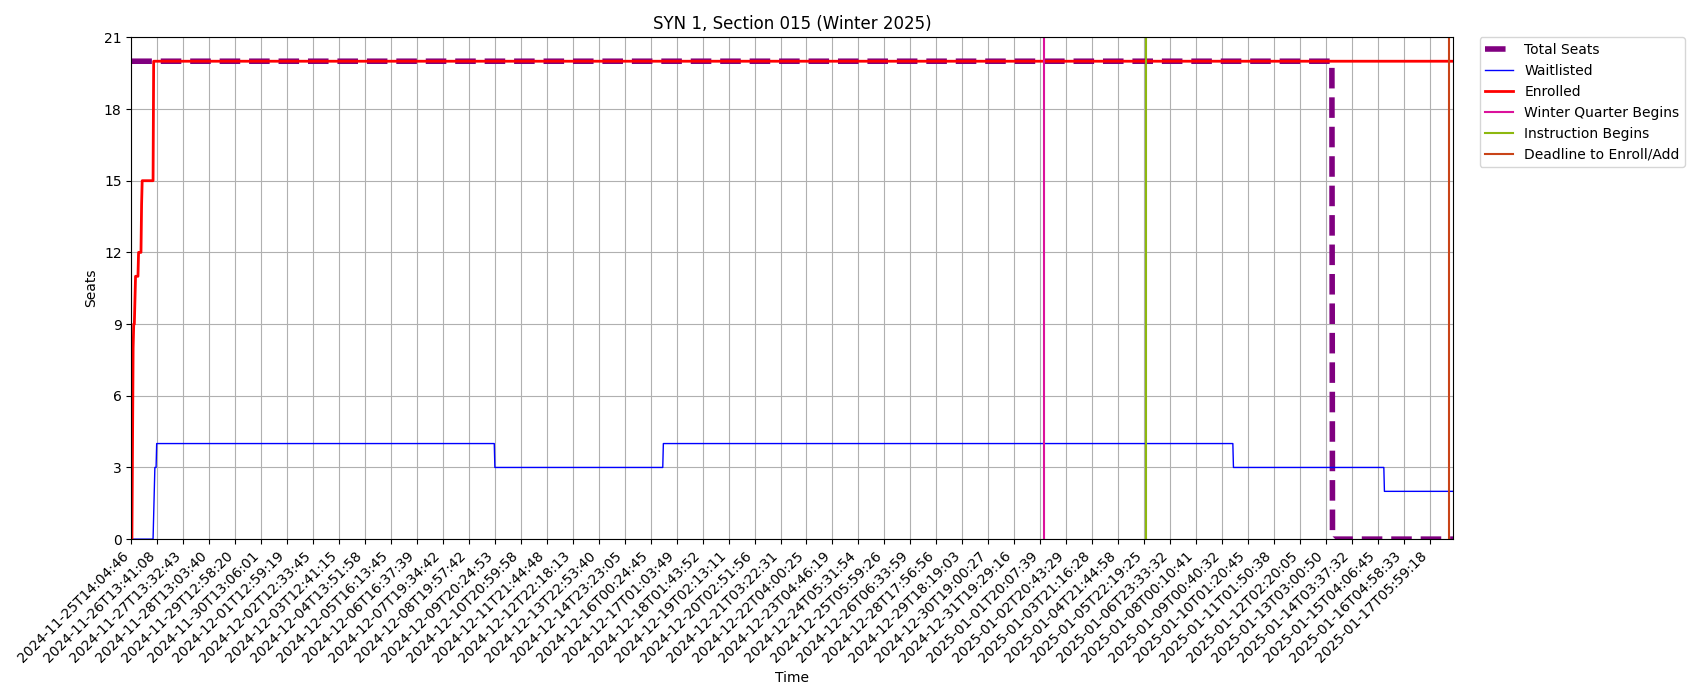 SYN 1, Section 015 (Winter 2025)
21
18
15
12
9
6
3
0
Seats
Total Seats
Waitlisted
Enrolled
Winter Quarter Begins
Instruction Begins
Deadline to Enroll/Add
2024-11-25T14:04:46
2024-11-26T13:41:08
2024-11-27T13:32:43
2024-11-28T13:03:40
2024-11-29T12:58:20
2024-11-30T13:06:01
2024-12-01T12:59:19
2024-12-02T12:33:45
2024-12-03T12:41:15
2024-12-04T13:51:58
2024-12-05T16:13:45
2024-12-06T16:37:39
2024-12-07T19:34:42
2024-12-08T19:57:42
2024-12-09T20:24:53
2024-12-10T20:59:58
2024-12-11T21:44:48
2024-12-12T22:18:13
2024-12-13T22:53:40
2024-12-14T23:23:05
2024-12-16T00:24:45
2024-12-17T01:03:49
2024-12-18T01:43:52
2024-12-19T02:13:11
2024-12-20T02:51:56
2024-12-21T03:22:31
2024-12-22T04:00:25
2024-12-23T04:46:19
2024-12-24T05:31:54
2024-12-25T05:59:26
2024-12-26T06:33:59
2024-12-28T17:56:56
2024-12-29T18:19:03
2024-12-30T19:00:27
2024-12-31T19:29:16
2025-01-01T20:07:39
2025-01-02T20:43:29
2025-01-03T21:16:28
2025-01-04T21:44:58
2025-01-05T22:19:25
2025-01-06T23:33:32
2025-01-08T00:10:41
2025-01-09T00:40:32
2025-01-10T01:20:45
2025-01-11T01:50:38
2025-01-12T02:20:05
2025-01-13T03:00:50
2025-01-14T03:37:32
2025-01-15T04:06:45
2025-01-16T04:58:33
2025-01-17T05:59:18
Time